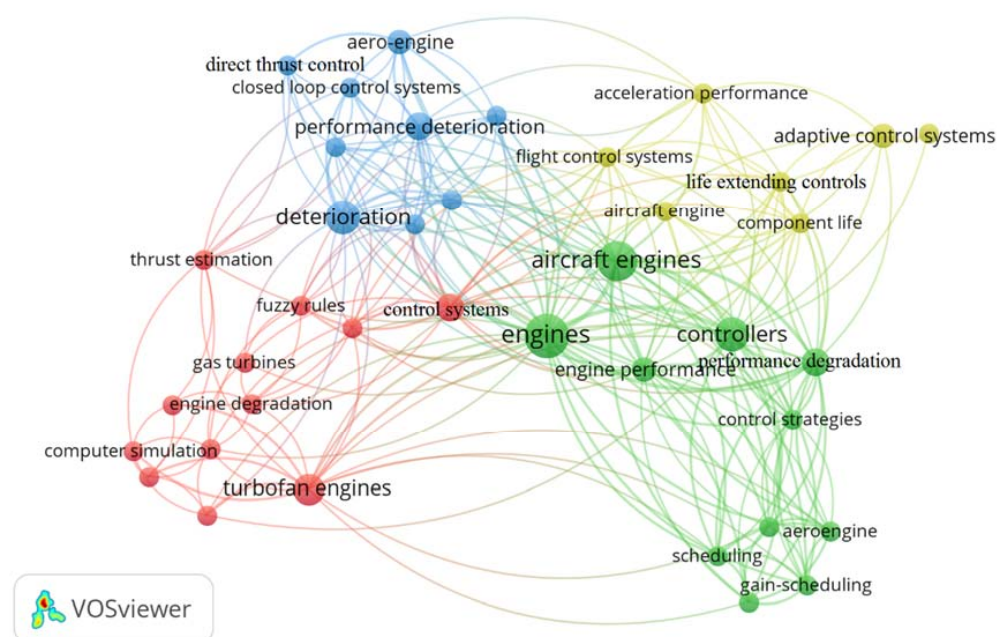 aero-engine
direct thrust control
closed loop control systems
acceleration performance
performance deterioration
adaptive control systems
flight control systems
life extending controls
deterioration
aircraft engine
component life
thrust estimation
aircraft engines
fuzzy rules
control systems
engines
controllers
gas turbines
engine performance
performance degradation
engine degradation
control strategies
computer simulation
turbofan engines
aeroengine
scheduling
gain-scheduling
VOSviewer